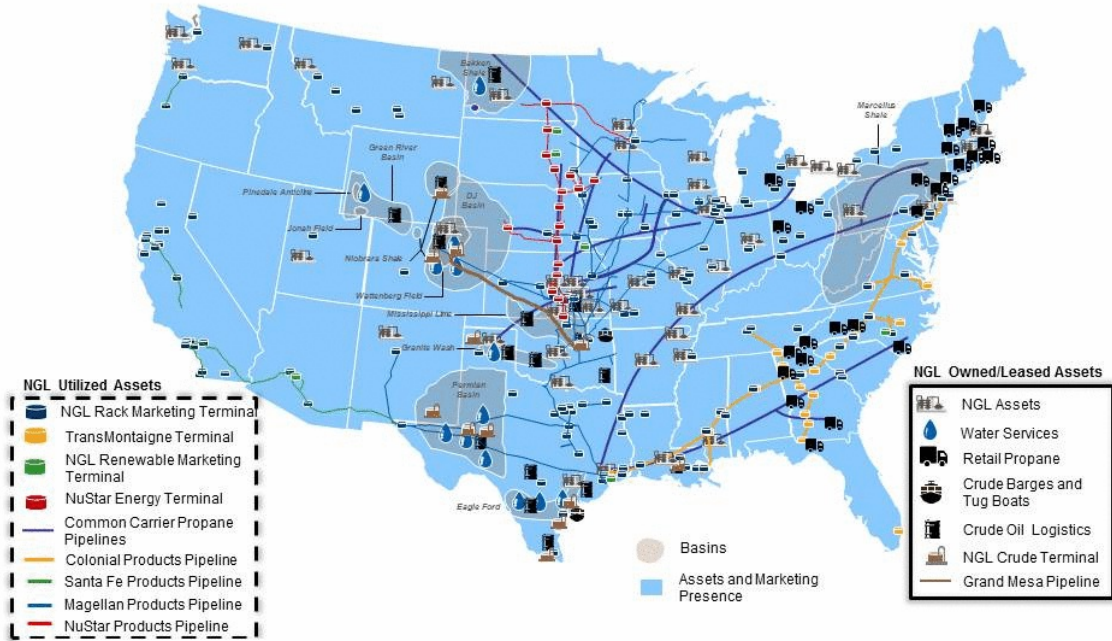 Bakken
Shale
Marcellus
Shale
Green River
Basin
Pinedale Anticline
DJ
Basin
Jonah Field
Niobrara Shale
Wattenberg Field
Mississippi Lime
Granite Wash
Permian
Basin
Eagle Ford
NGL Utilized Assets
NGL Rack Marketing Terminal
TransMontaigne Terminal
NGL Renewable Marketing
Terminal
NuStar Energy Terminal
Common Carrier Propane
Pipelines
Colonial Products Pipeline
Santa Fe Products Pipeline
Magellan Products Pipeline
NuStar Products Pipeline
Basins
Assets and Marketing
Presence
NGL Owned/Leased Assets
NGL Assets
Water Services
Retail Propane
Crude Barges and
Tug Boats
Crude Oil Logistics
NGL Crude Terminal
Grand Mesa Pipeline